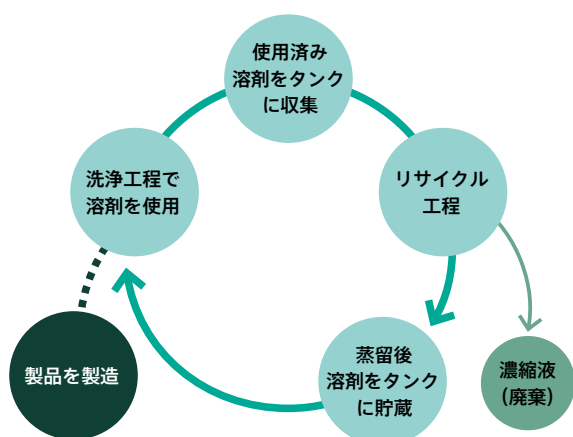 使用済み
溶剤をタンク
に収集
洗浄工程で
溶剤を使用
リサイクル
工程
製品を製造
蒸留後
溶剤をタンク
に貯蔵
濃縮液
(廃棄)